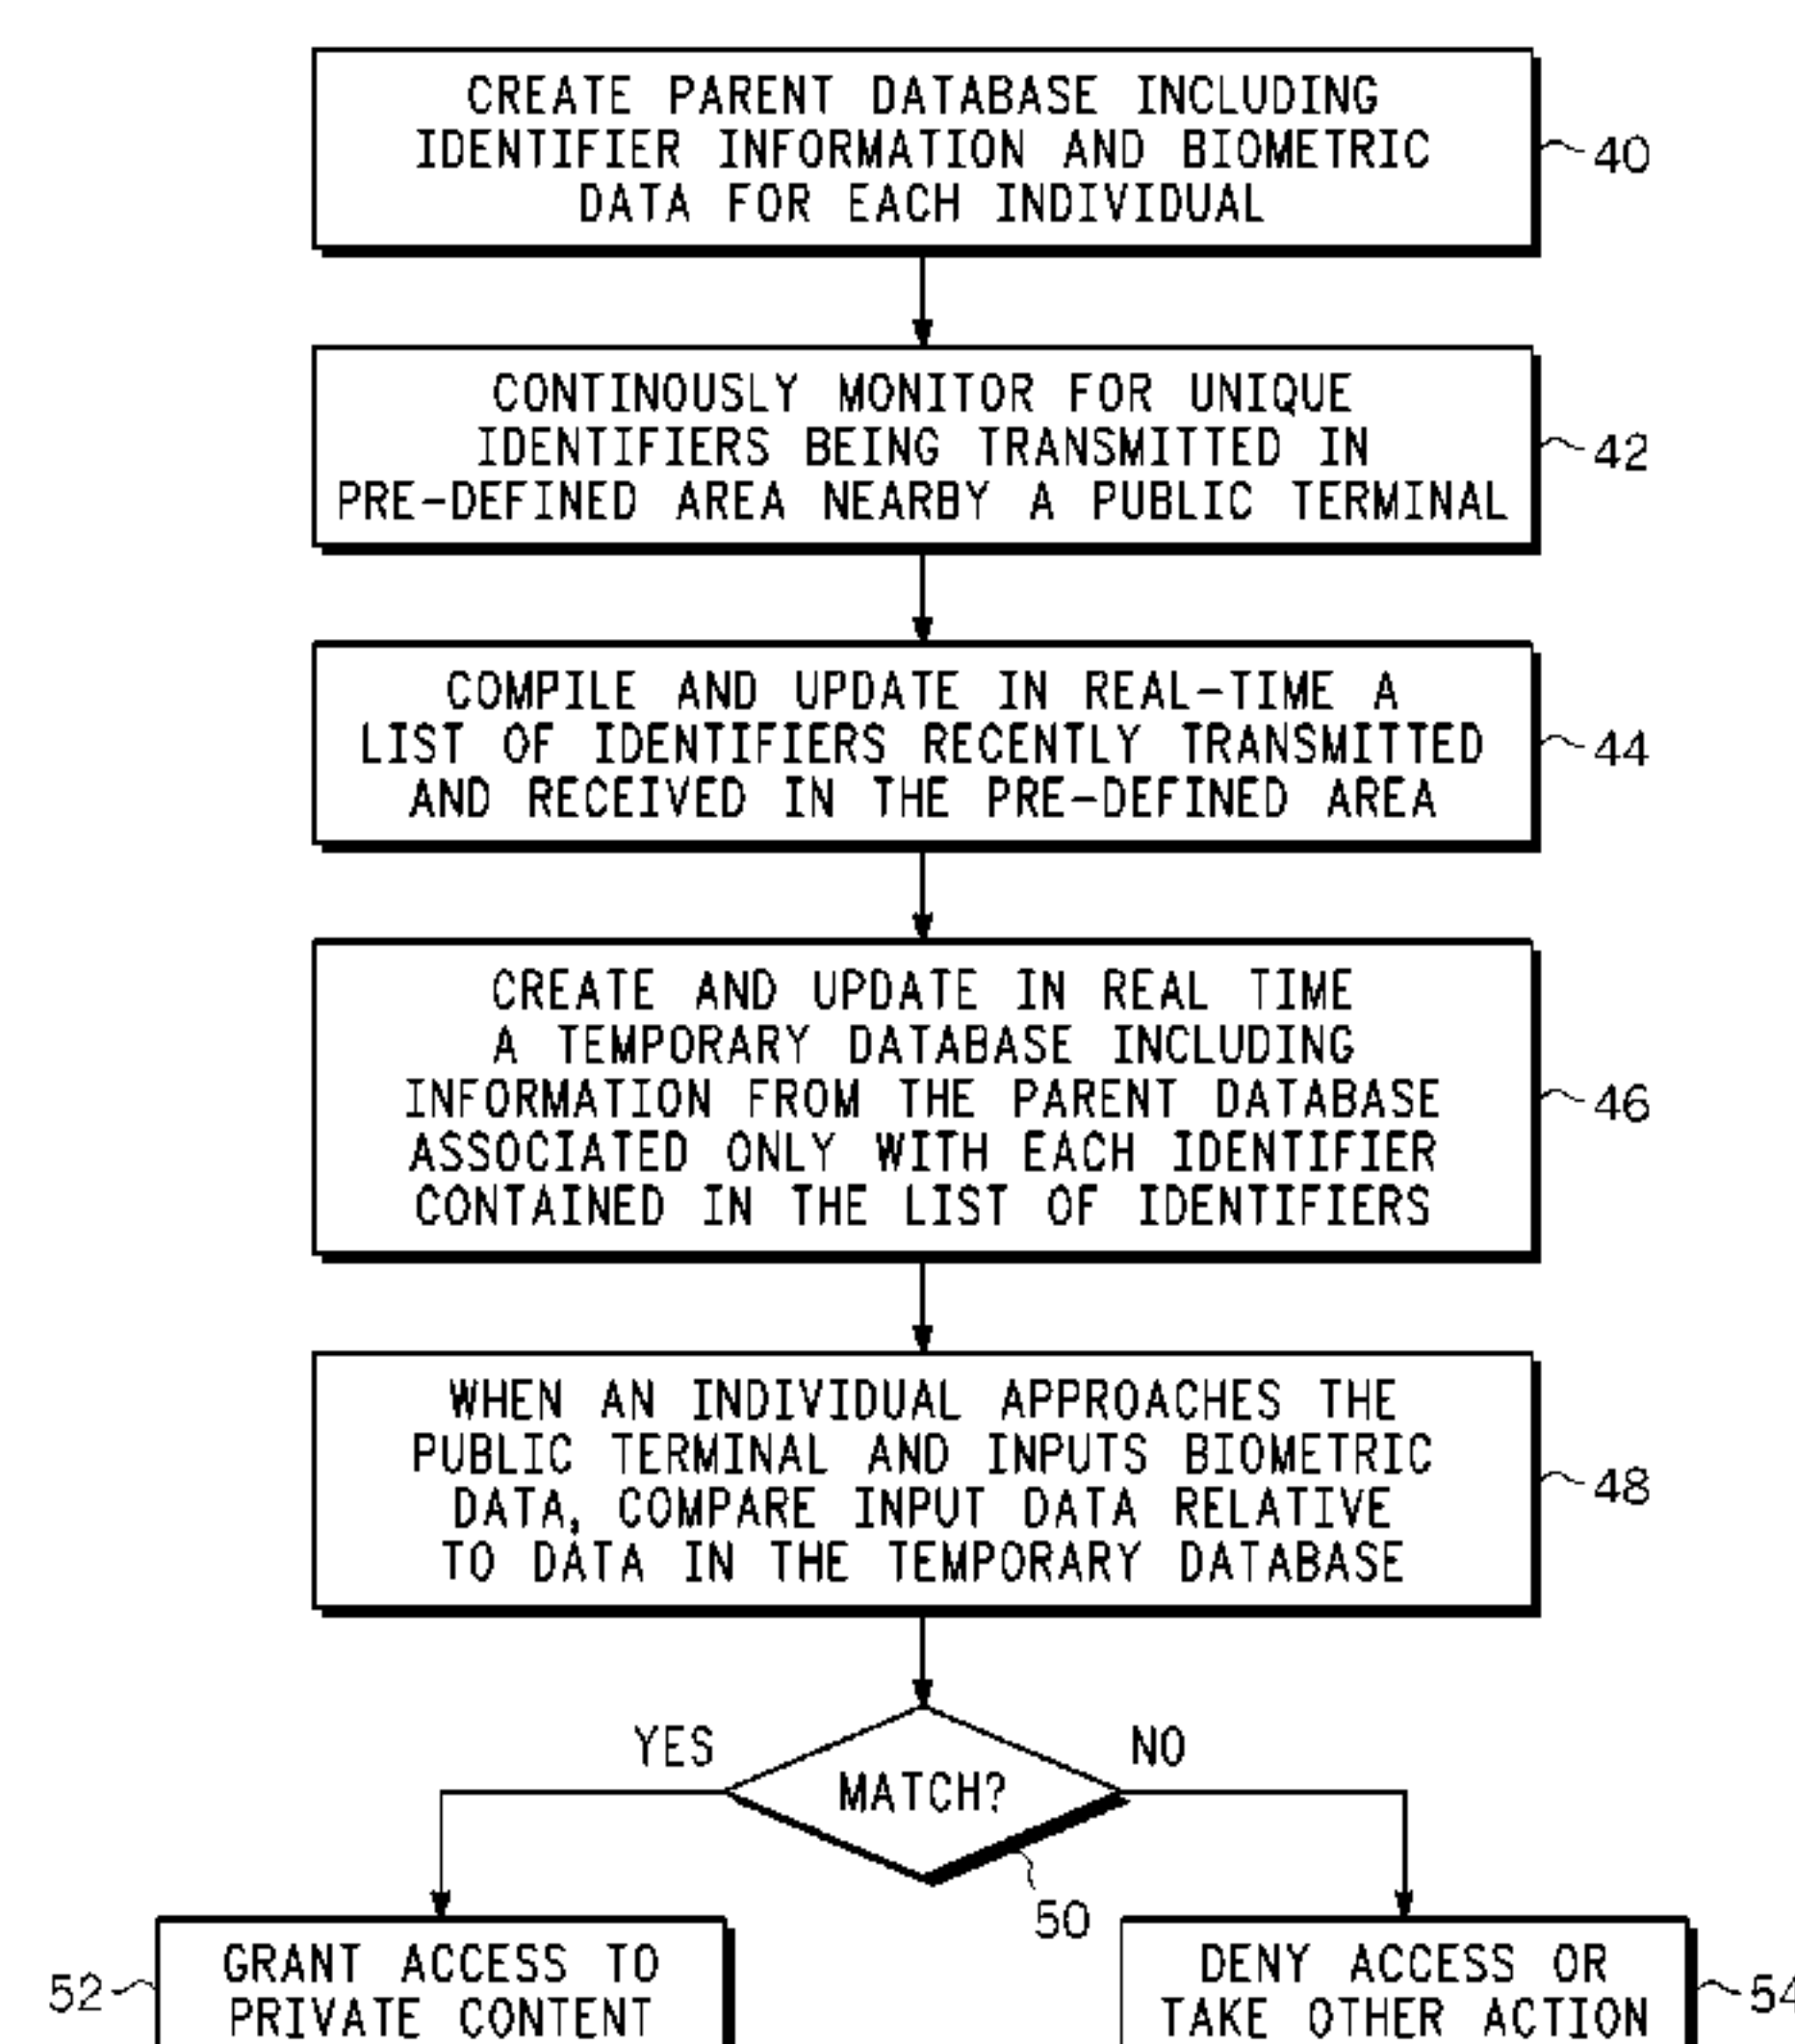 CREATE PARENT DATABASE INCLUDING
IDENTIFIER INFORMATION AND BIOMETRIC
DATA FOR EACH INDIVIDUAL
40
CONTINOUSLY MONITOR FOR UNIQUE
IDENTIFIERS BEING TRANSMITTED IN
PRE-DEFINED AREA NEARBY A PUBLIC TERMINAL
42
COMPILE AND UPDATE IN REAL-TIME A
LIST OF IDENTIFIERS RECENTLY TRANSMITTED
AND RECEIVED IN THE PRE-DEFINED AREA
44
CREATE AND UPDATE IN REAL TIME
A TEMPORARY DATABASE INCLUDING
INFORMATION FROM THE PARENT DATABASE
ASSOCIATED ONLY WITH EACH IDENTIFIER
CONTAINED IN THE LIST OF IDENTIFIERS
46
WHEN AN INDIVIDUAL APPROACHES THE
PUBLIC TERMINAL AND INPUTS BIOMETRIC
DATA, COMPARE INPUT DATA RELATIVE
TO DATA IN THE TEMPORARY DATABASE
48
YES
NO
MATCH?
50
52
GRANT ACCESS TO
PRIVATE CONTENT
DENY ACCESS OR
TAKE OTHER ACTION
54